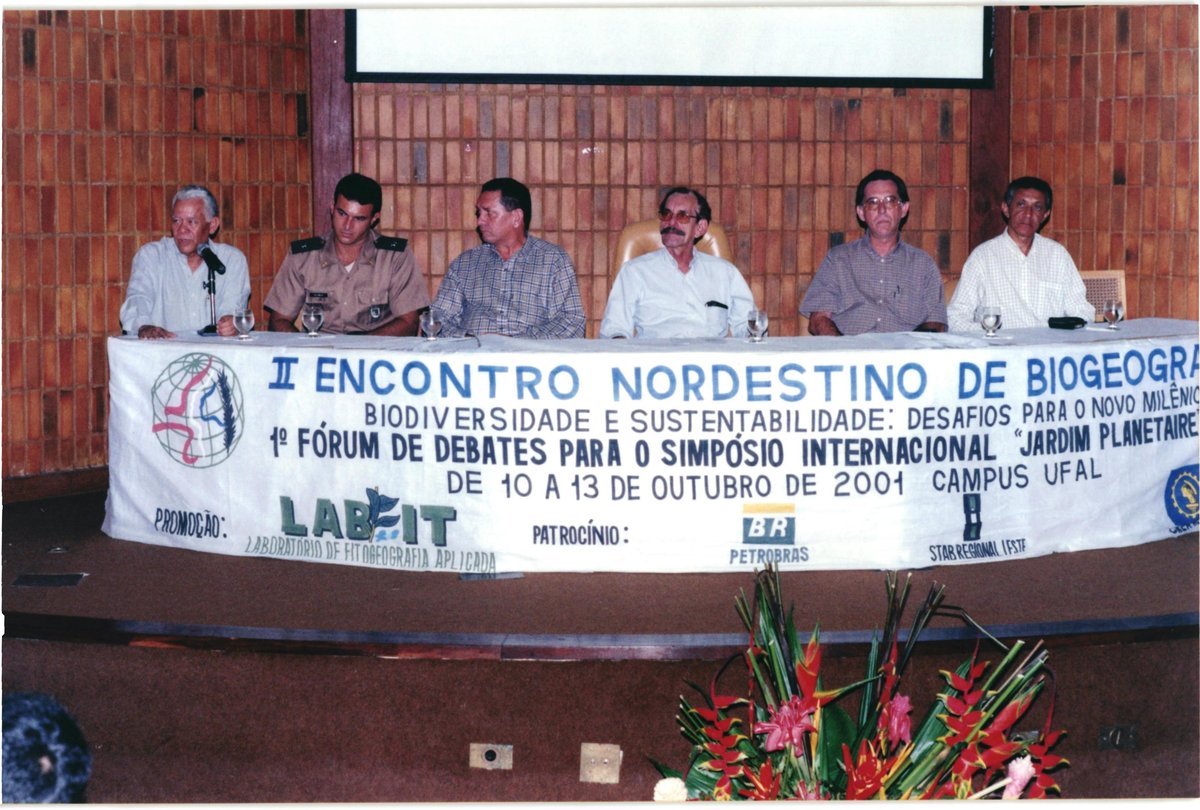 II ENCONTRO NORDESTINO DE BIOGEOGRA
BIODIVERSIDADE E SUSTENTABILIDADE: DESAFIOS PARA O NOVO MILÊNIO
1º FÓRUM DE DEBATES PARA O SIMPÓSIO INTERNACIONAL "JARDIM PLANETAIRE
DE 10 A 13 DE OUTUBRO DE 2001 CAMPUS UFAL
PROMOÇÃO:
LABFIT
LABORATÓRIO DE FITOGEOGRAFIA APLICADA
PATROCÍNIO:
BR
PETROBRAS
STAB REGIONAL LESTE